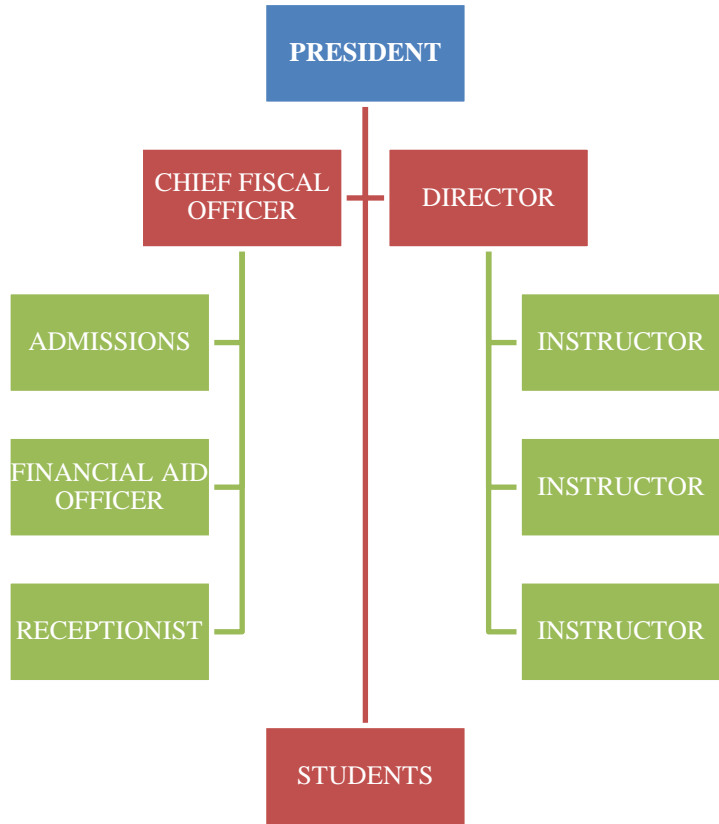 PRESIDENT
CHIEF FISCAL
OFFICER
DIRECTOR
ADMISSIONS
INSTRUCTOR
FINANCIAL AID
OFFICER
INSTRUCTOR
RECEPTIONIST
INSTRUCTOR
STUDENTS